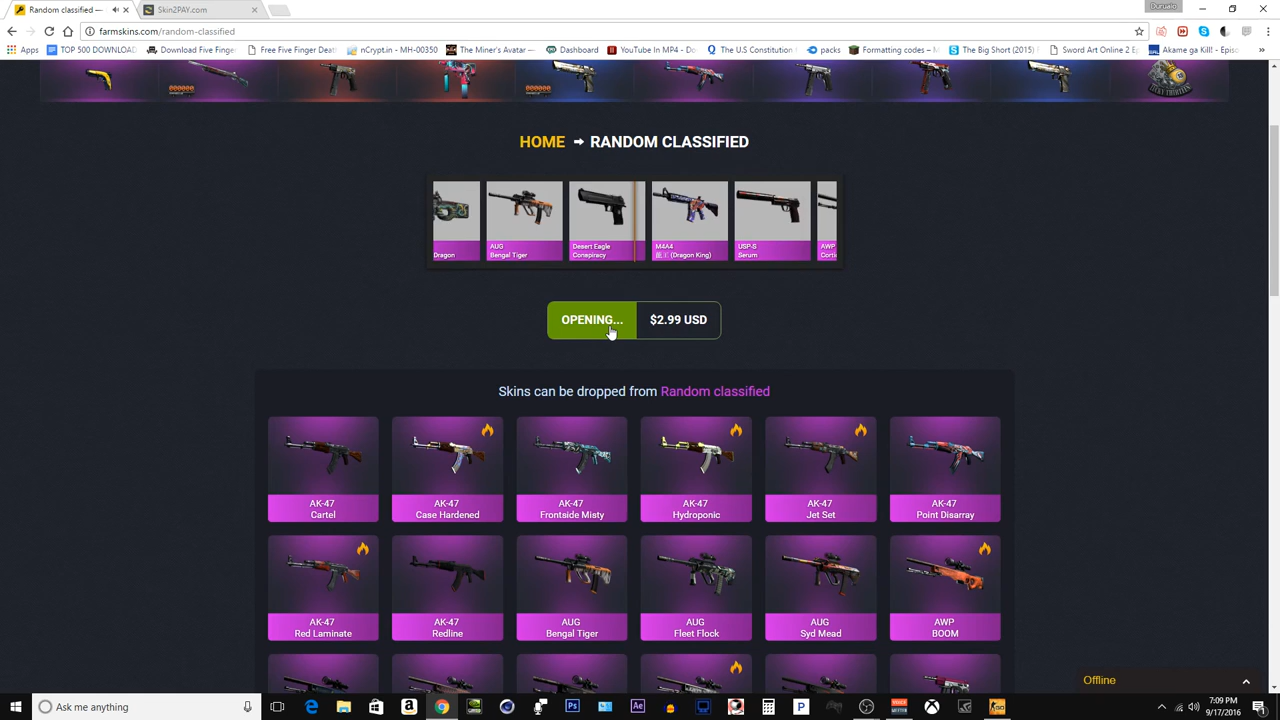 Duruald
Random classified —
Skin2PAY.com
farmskins.com/random-classified
Apps
TOP 500 DOWNLOAD
Download Five Finger
Free Five Finger Deat
nCrypt.in - MH-00350
The Miner's Avatar —
Dashboard
YouTube In MP4 - Do
The U.S Constitution
packs
Formatting codes –
The Big Short (2015)
Sword Art Online 2 E
Akame ga Kill! - Epis
HOME
RANDOM CLASSIFIED
Dragon
AUG
Bengal Tiger
Desert Eagle
Conspiracy
M4A4
龍王 (Dragon King)
USP-S
Serum
AWP
Corti
OPENING...
$2.99 USD
Skins can be dropped from Random classified
AK-47
Cartel
AK-47
Case Hardened
AK-47
Frontside Misty
AK-47
Hydroponic
AK-47
Jet Set
AK-47
Point Disarray
AK-47
Red Laminate
AK-47
Redline
AUG
Bengal Tiger
AUG
Fleet Flock
AUG
Syd Mead
AWP
BOOM
Offline
Ask me anything
7:09 PM
9/17/2016